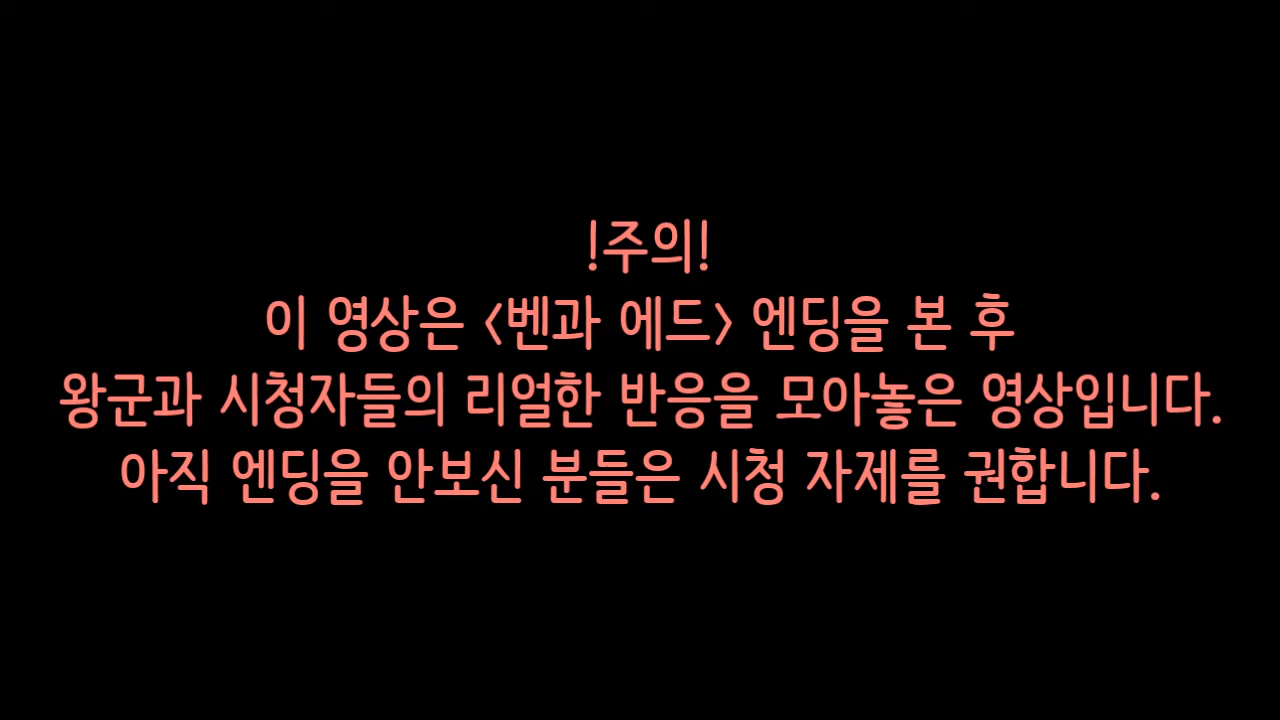 !주의!
이 영상은 <벤과 에드> 엔딩을 본 후
왕군과 시청자들의 리얼한 반응을 모아놓은 영상입니다.
아직 엔딩을 안보신 분들은 시청 자제를 권합니다.